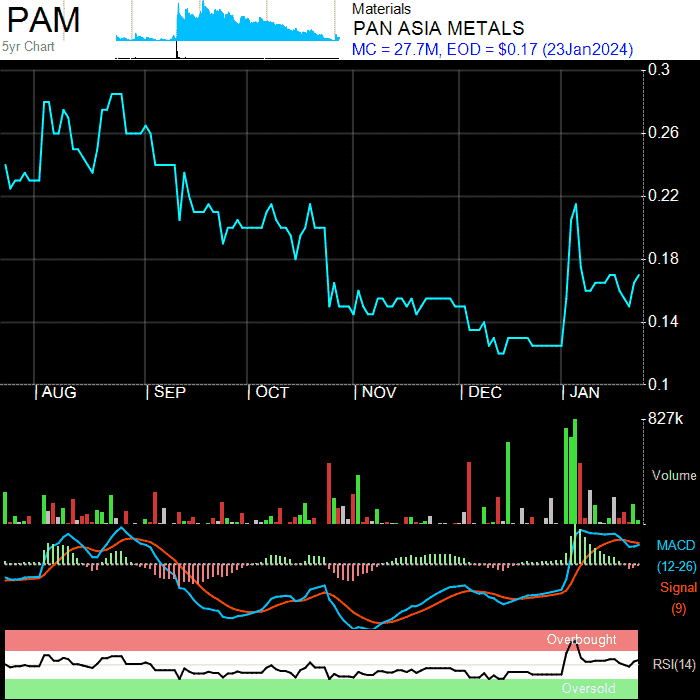 PAM
5yr Chart
Materials
PAN ASIA METALS
MC = 27.7M, EOD = $0.17 (23Jan2024)
0.3
0.26
0.22
0.18
0.14
0.1
| AUG | SEP | OCT | NOV | DEC | JAN
827k
Volume
MACD
(12-26)
Signal
(9)
Overbought
RSI(14)
Oversold